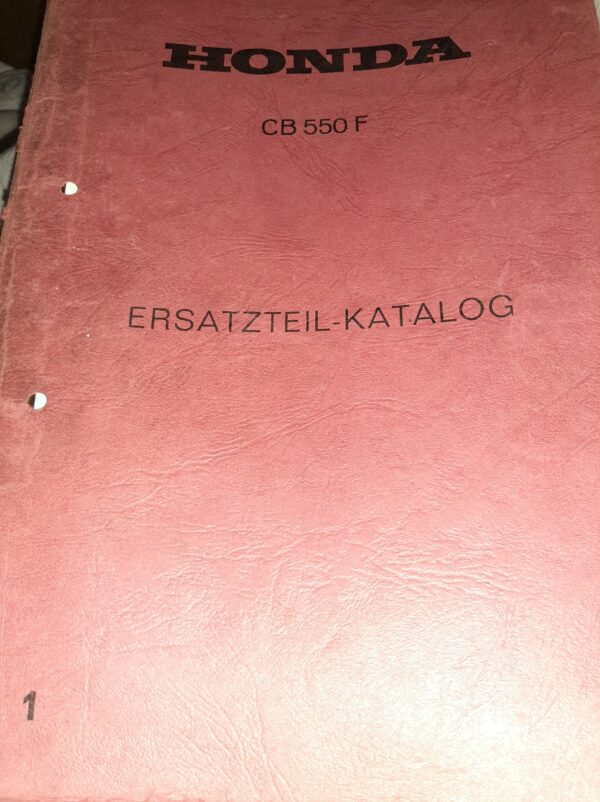 HONDA
CB 550 F
ERSATZTEIL-KATALOG
1